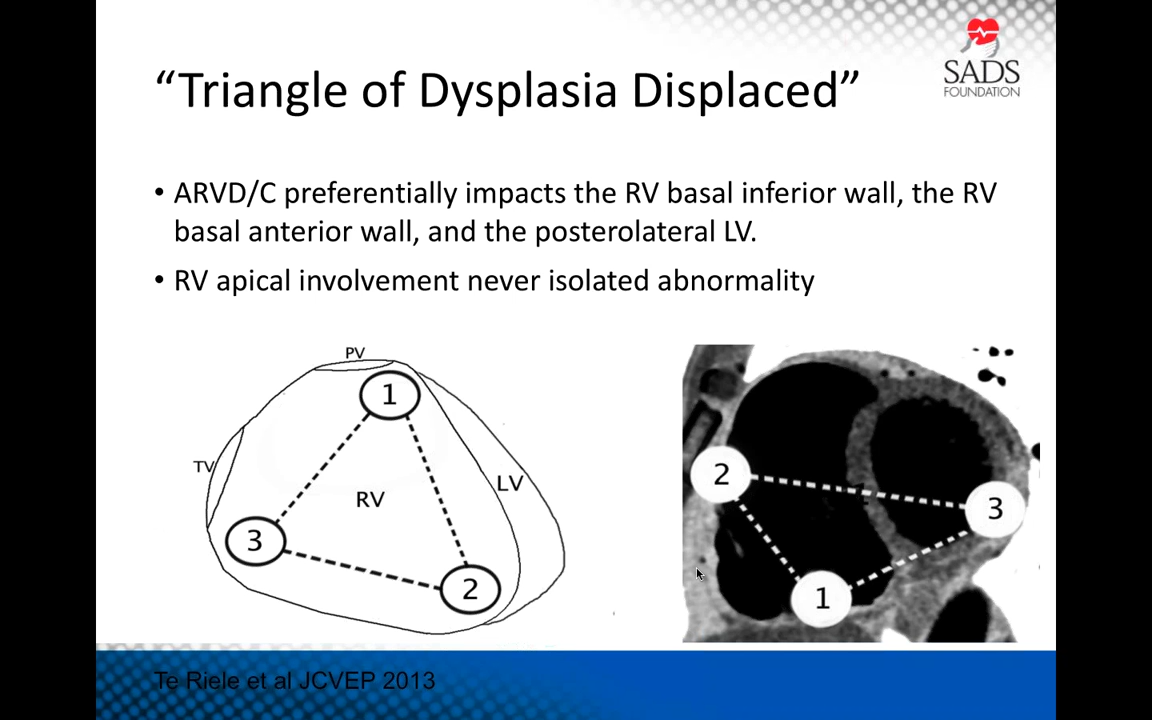 SADS
FOUNDATION
“Triangle of Dysplasia Displaced”
• ARVD/C preferentially impacts the RV basal inferior wall, the RV
basal anterior wall, and the posterolateral LV.
• RV apical involvement never isolated abnormality
PV
1
TV
LV
RV
3
2
2
3
1
Te Riele et al JCVEP 2013